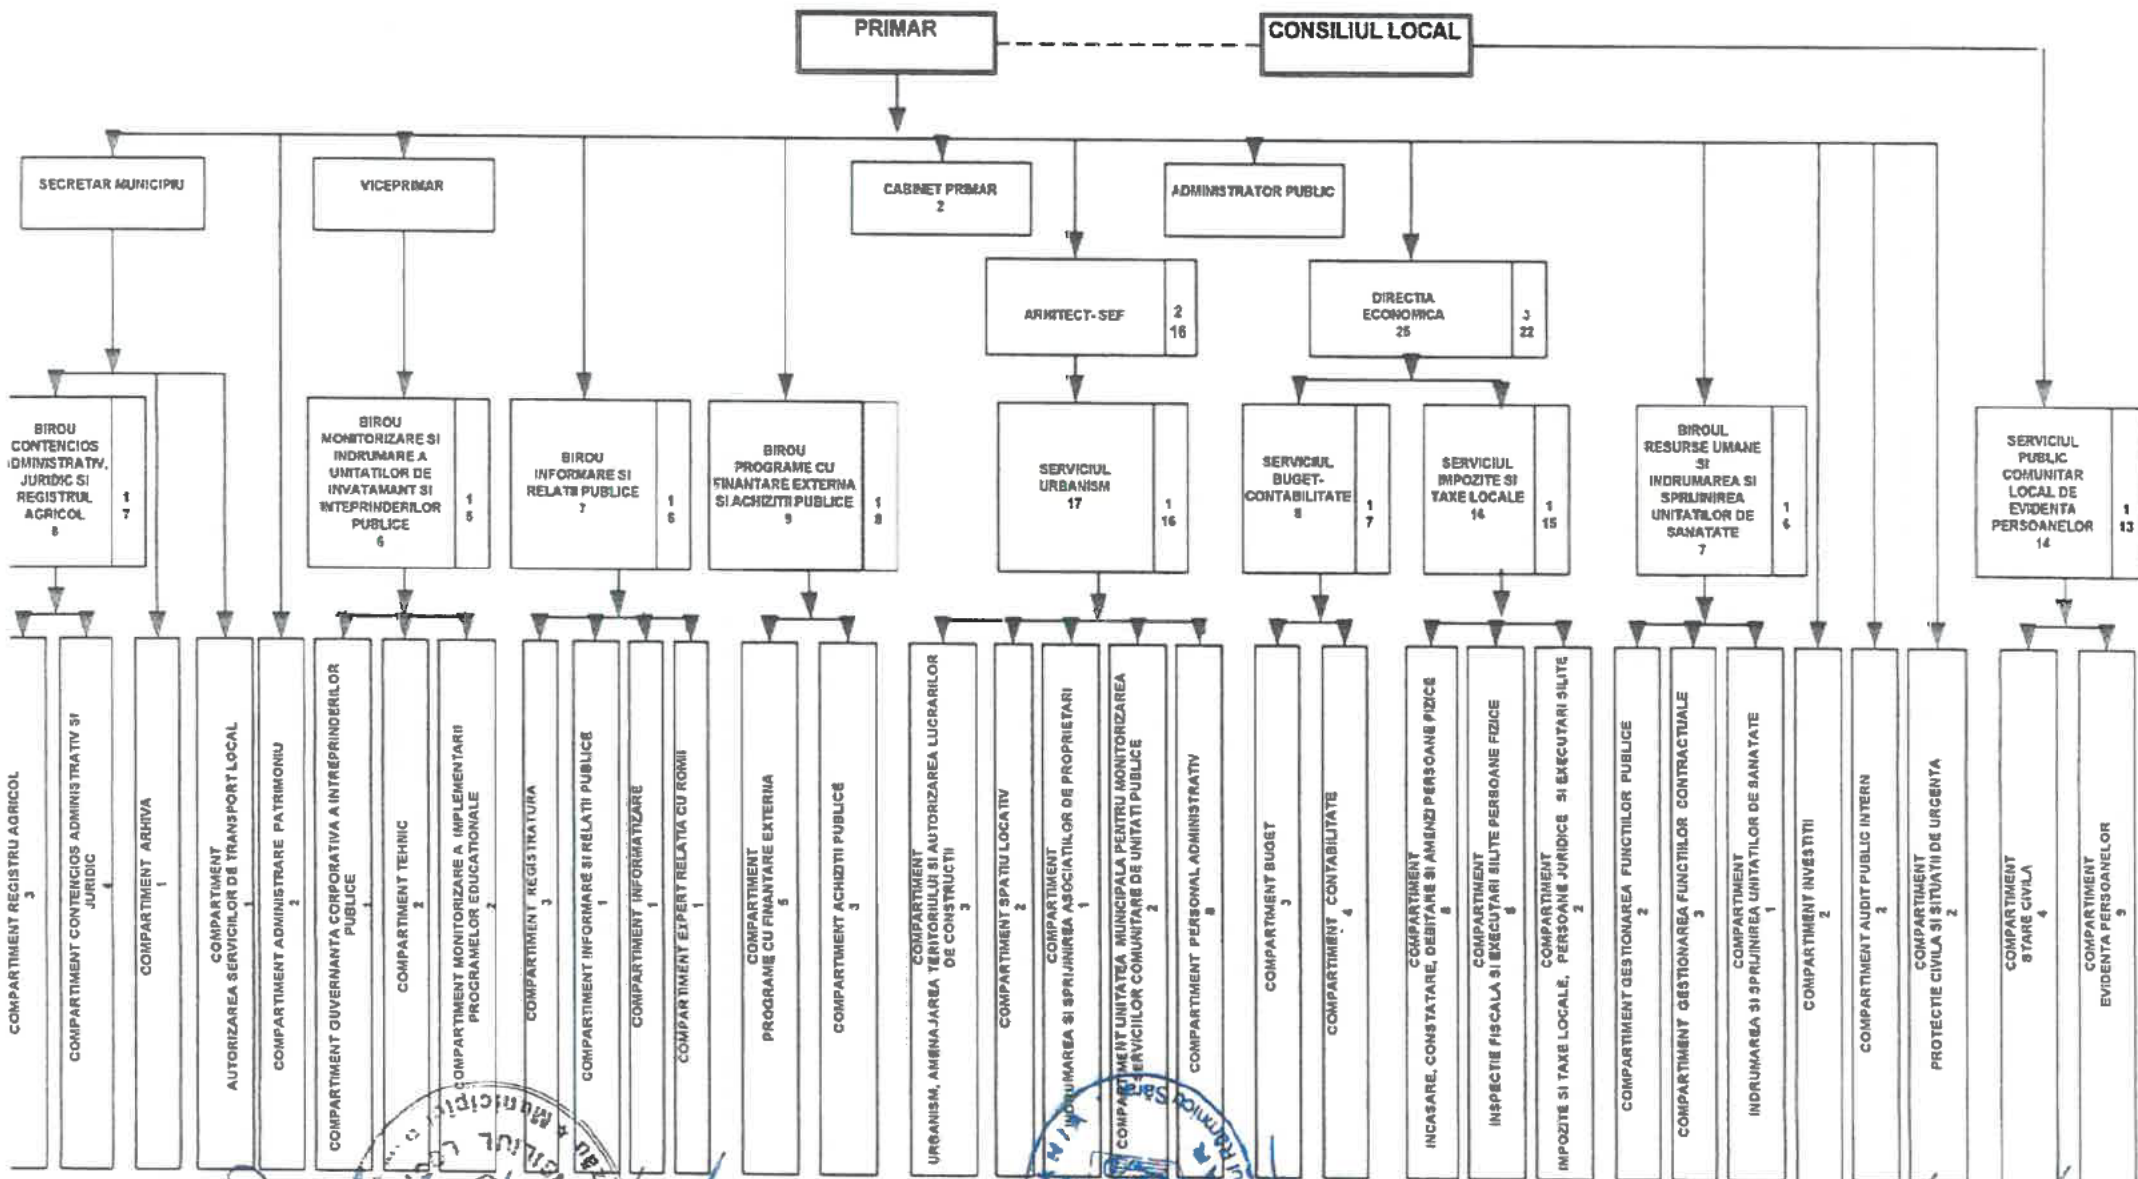 PRIMAR
CONSILIUL LOCAL
SECRETAR MUNICIPIU
VICEPRIMAR
CABINET PRIMAR
2
ADMINISTRATOR PUBLIC
ARHITECT- SEF
2
16
DIRECTIA
ECONOMICA
25
3
22
BIROU
CONTENCIOS
ADMINISTRATIV,
JURIDIC SI
REGISTRUL
AGRICOL
8
1
7
BIROU
MONITORIZARE SI
INDRUMARE A
UNITATILOR DE
INVATAMANT SI
INTEPRINDERILOR
PUBLICE
6
1
5
BIROU
INFORMARE SI
RELATII PUBLICE
7
1
6
BIROU
PROGRAME CU
FINANTARE EXTERNA
SI ACHIZITII PUBLICE
9
1
8
SERVICIUL
URBANISM
17
1
16
SERVICIUL
BUGET-
CONTABILITATE
8
1
7
SERVICIUL
IMPOZITE SI
TAXE LOCALE
16
1
15
BIROUL
RESURSE UMANE
SI
INDRUMAREA SI
SPRIJINIREA
UNITATILOR DE
SANATATE
7
1
6
SERVICIUL
PUBLIC
COMUNITAR
LOCAL DE
EVIDENTA
PERSOANELOR
14
1
13
COMPARTIMENT REGISTRU AGRICOL
3
COMPARTIMENT CONTENCIOS ADMINISTRATIV SI
JURIDIC
4
COMPARTIMENT ARHIVA
1
COMPARTIMENT
AUTORIZAREA SERVICIILOR DE TRANSPORT LOCAL
1
COMPARTIMENT ADMINISTRARE PATRIMONIU
2
COMPARTIMENT GUVERNANTA CORPORATIVA A INTREPRINDERILOR
PUBLICE
1
COMPARTIMENT TEHNIC
2
COMPARTIMENT MONITORIZARE A IMPLEMENTARII
PROGRAMELOR EDUCATIONALE
2
COMPARTIMENT REGISTRATURA
3
COMPARTIMENT INFORMARE SI RELATII PUBLICE
1
COMPARTIMENT INFORMATIZARE
1
COMPARTIMENT EXPERT RELATIA CU ROMII
1
COMPARTIMENT
PROGRAME CU FINANTARE EXTERNA
5
COMPARTIMENT ACHIZITII PUBLICE
3
COMPARTIMENT
URBANISM, AMENAJAREA TERITORIULUI SI AUTORIZAREA LUCRARILOR
DE CONSTRUCTII
3
COMPARTIMENT SPATIU LOCATIV
2
COMPARTIMENT
INDRUMAREA SI SPRIJINIREA ASOCIATIILOR DE PROPRIETARI
1
COMPARTIMENT UNITATEA MUNICIPALA PENTRU MONITORIZAREA
SERVICIILOR COMUNITARE DE UNITATI PUBLICE
2
COMPARTIMENT PERSONAL ADMINISTRATIV
8
COMPARTIMENT BUGET
3
COMPARTIMENT CONTABILITATE
4
COMPARTIMENT
INCASARE, CONSTATARE, DEBITARE SI AMENZI PERSOANE FIZICE
8
COMPARTIMENT
INSPECTIE FISCALA SI EXECUTARI SILITE PERSOANE FIZICE
5
COMPARTIMENT
IMPOZITE SI TAXE LOCALE, PERSOANE JURIDICE SI EXECUTARI SILITE
2
COMPARTIMENT GESTIONAREA FUNCTIILOR PUBLICE
2
COMPARTIMENT GESTIONAREA FUNCTIILOR CONTRACTUALE
3
COMPARTIMENT
INDRUMAREA SI SPRIJINIREA UNITATILOR DE SANATATE
1
COMPARTIMENT INVESTITII
2
COMPARTIMENT AUDIT PUBLIC INTERN
2
COMPARTIMENT
PROTECTIE CIVILA SI SITUATII DE URGENTA
2
COMPARTIMENT
STARE CIVILA
4
COMPARTIMENT
EVIDENTA PERSOANELOR
9